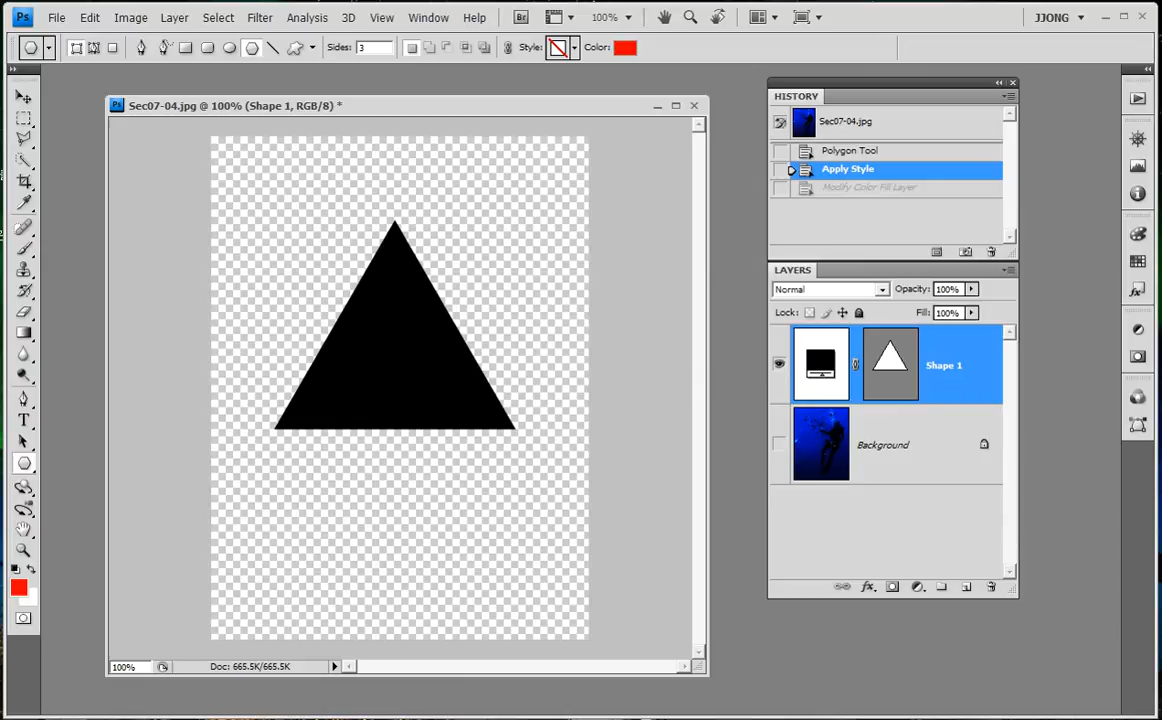 Ps File Edit Image Layer Select Filter Analysis 3D View Window Help Br 100% JJONG
Sides: 3 Style: Color:
Ps Sec07-04.jpg @ 100% (Shape 1, RGB/8) *
100% Doc: 665.5K/665.5K
HISTORY
Sec07-04.jpg
Polygon Tool
Apply Style
Modify Color Fill Layer
LAYERS
Normal Opacity: 100%
Lock: Fill: 100%
Shape 1
Background
T
fx